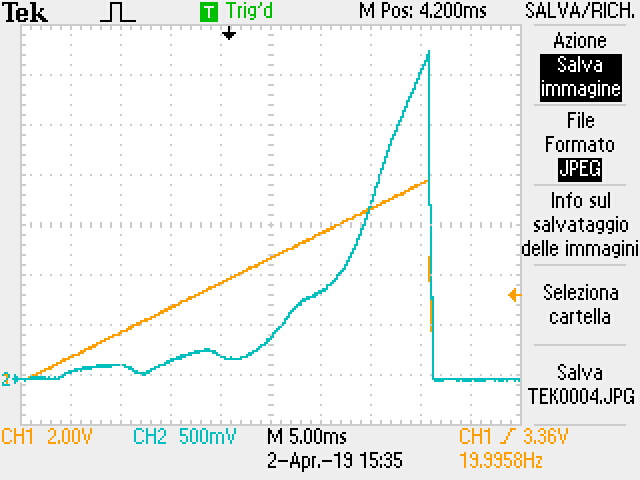 Tek T Trig'd M Pos: 4.200ms SALVA/RICH.
Azione
Salva
immagine
File
Formato
JPEG
Info sul
salvataggio
delle immagini
Seleziona
cartella
Salva
TEK0004.JPG
2
CH1 2.00V CH2 500mV M 5.00ms CH1 3.36V
2-Apr.-19 15:35 19.9958Hz